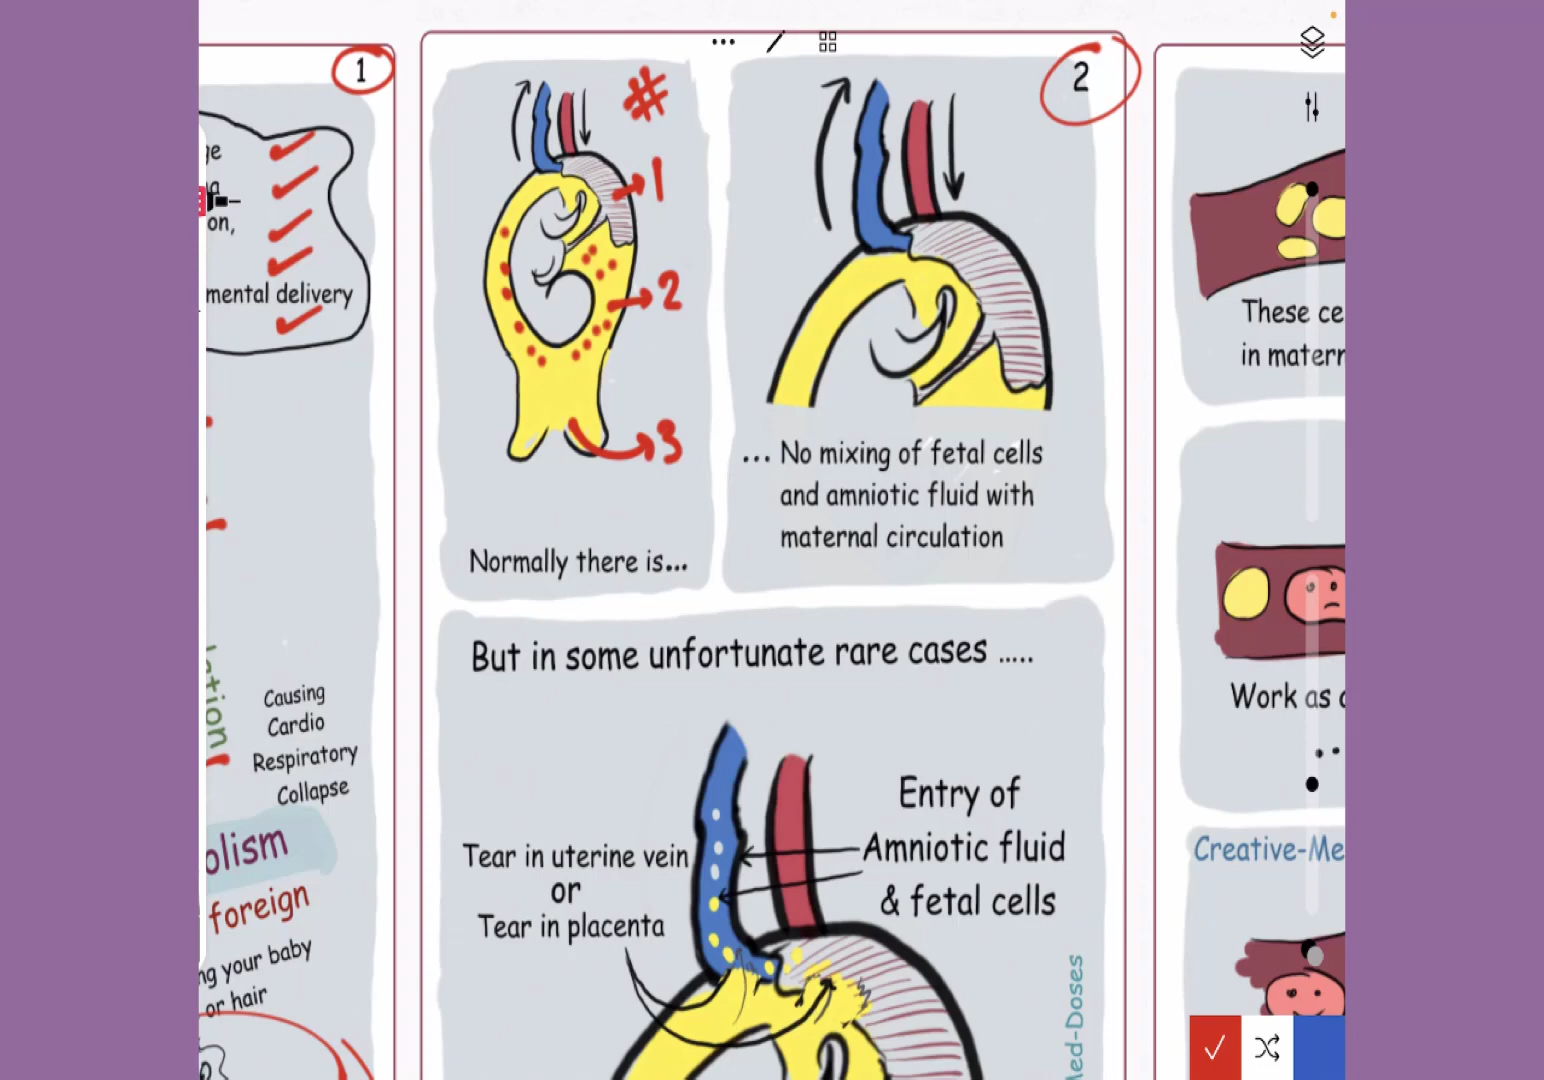 1
on,
mental delivery
Causing
Cardio
Respiratory
Collapse
olism
foreign
ng your baby
or hair
2
#
1
2
3
Normally there is...
... No mixing of fetal cells
and amniotic fluid with
maternal circulation
But in some unfortunate rare cases .....
Tear in uterine vein
or
Tear in placenta
Entry of
Amniotic fluid
& fetal cells
Med-Doses
These ce
in matern
Work as
Creative-Me